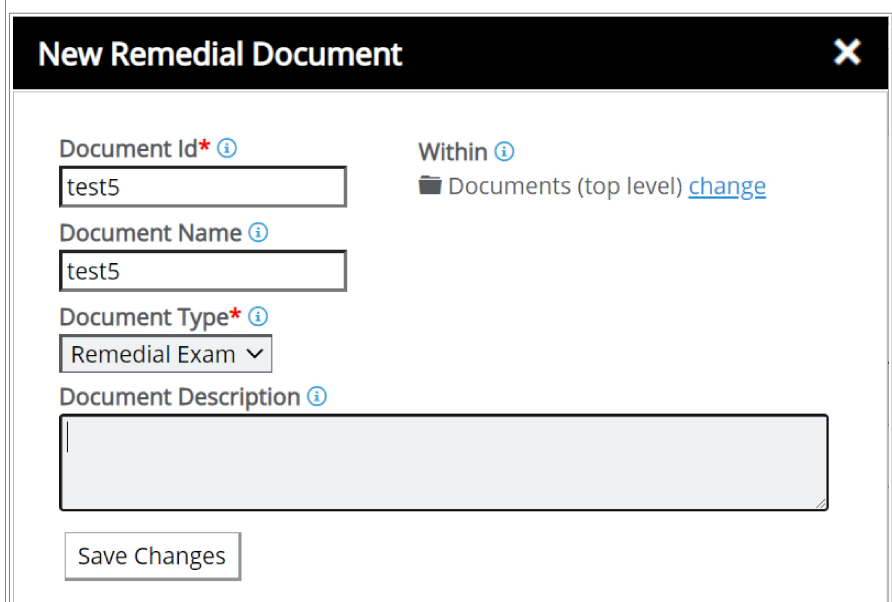 New Remedial Document
Document Id*
test5
Within
Documents (top level) change
Document Name
test5
Document Type*
Remedial Exam
Document Description
Save Changes